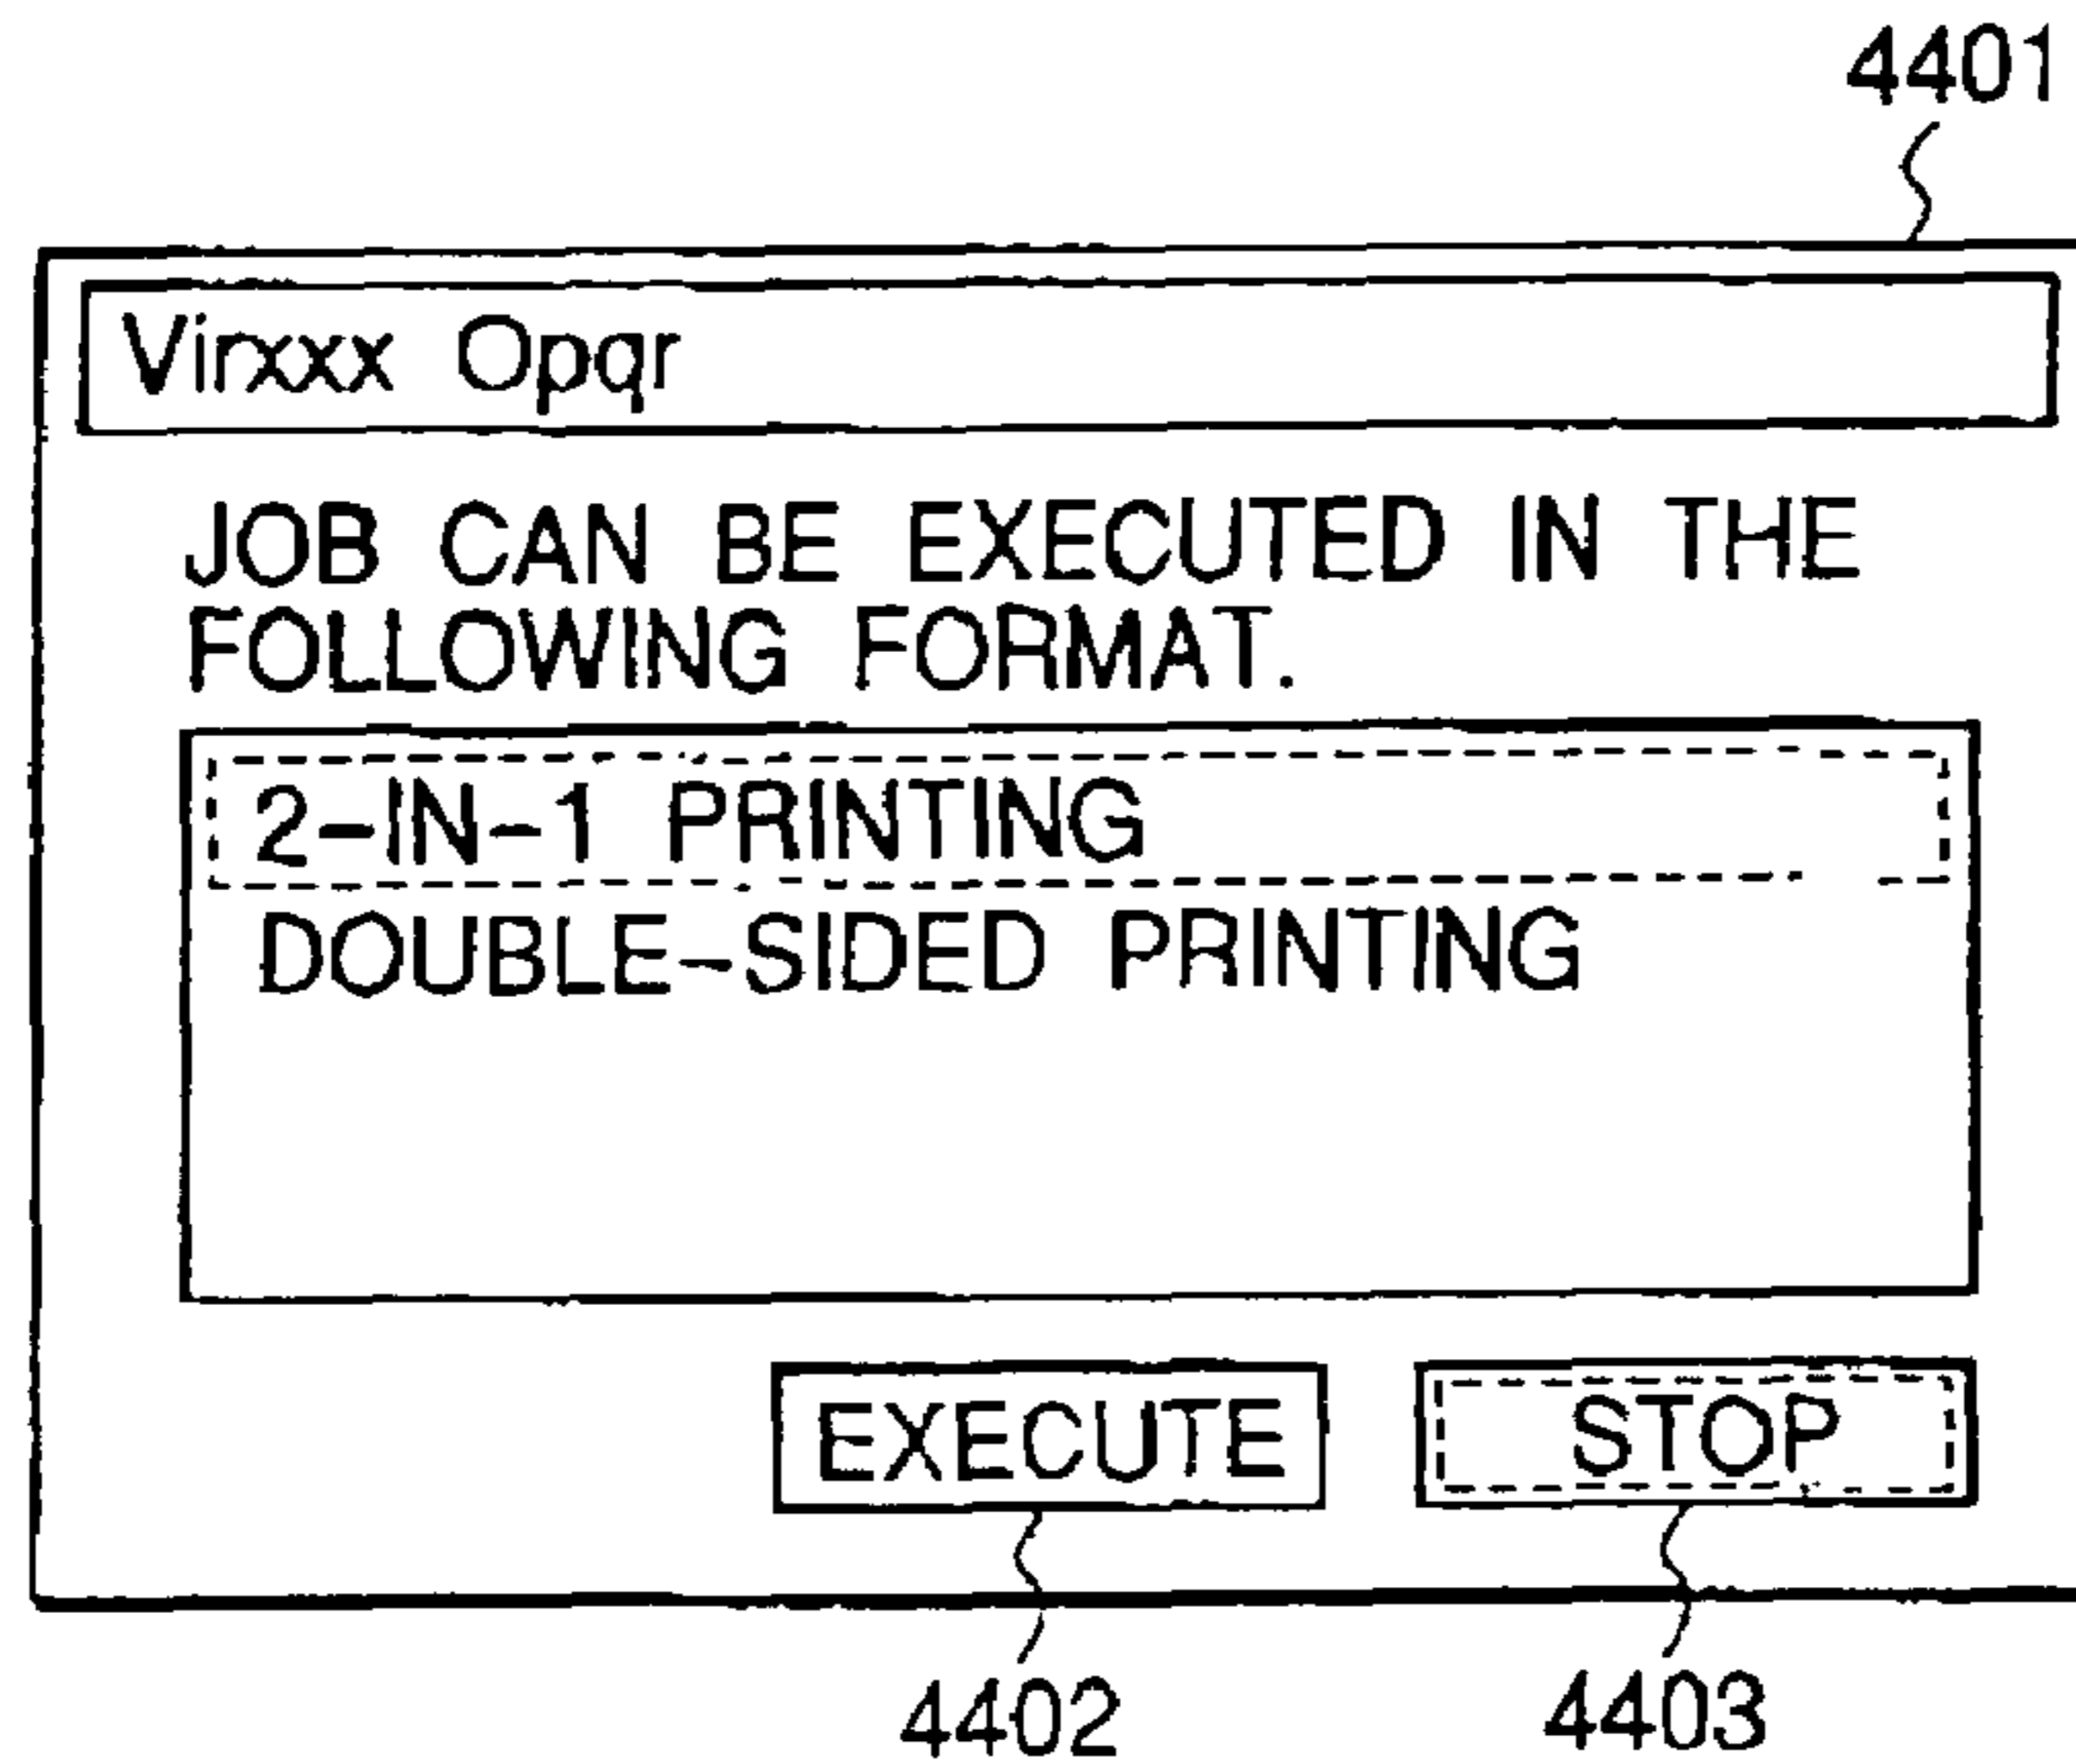 4401
Virxxx Opqr
JOB CAN BE EXECUTED IN THE
FOLLOWING FORMAT.
2-IN-1 PRINTING
DOUBLE-SIDED PRINTING
EXECUTE STOP
4402 4403